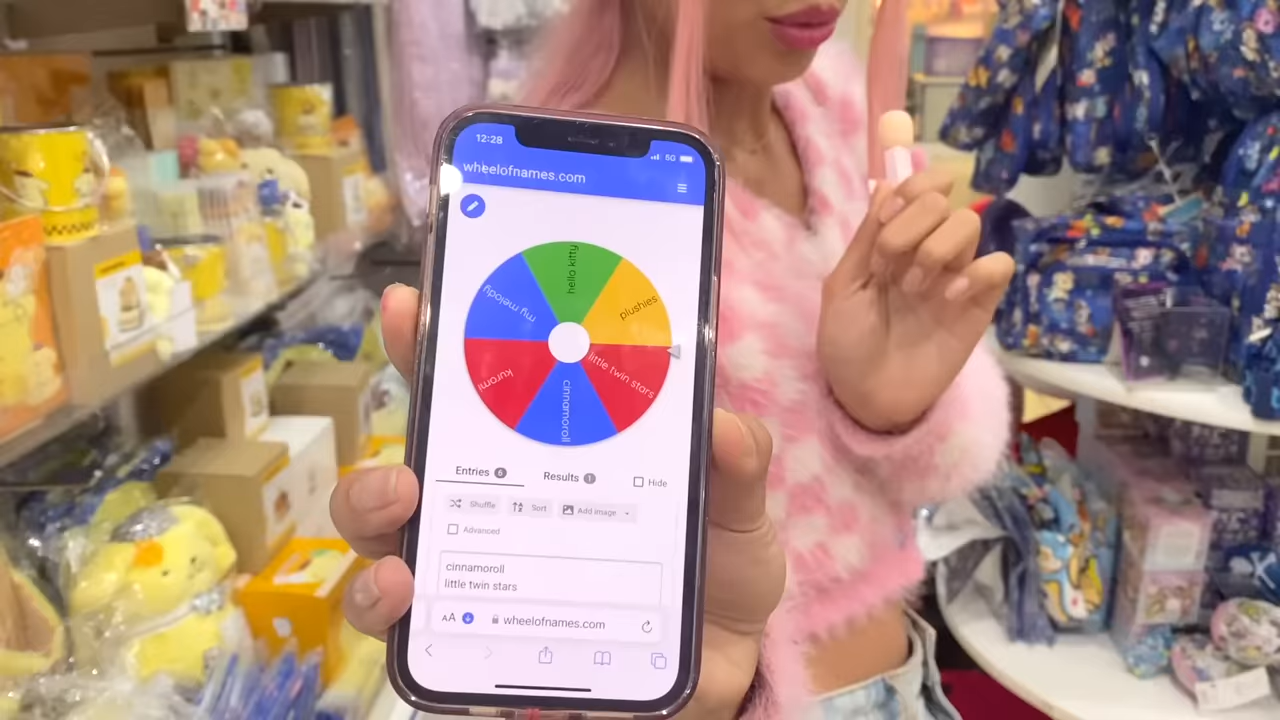 12:28
5G
wheelofnames.com
hello kitty
plushies
little twin stars
cinnamoroll
kuromi
my melody
Entries 6
Results 1
Hide
Shuffle
Sort
Add image
Advanced
cinnamoroll
little twin stars
AA
wheelofnames.com